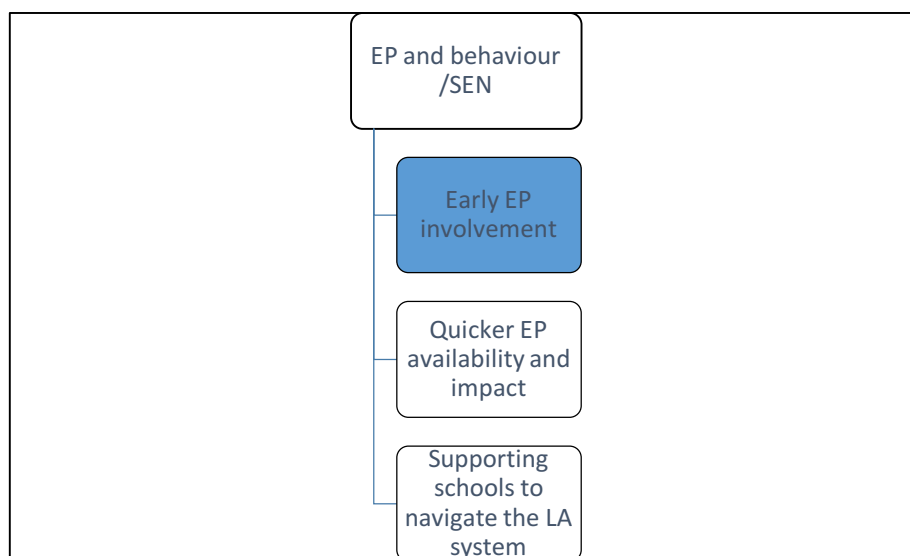 EP and behaviour
/SEN
Early EP
involvement
Quicker EP
availability and
impact
Supporting
schools to
navigate the LA
system